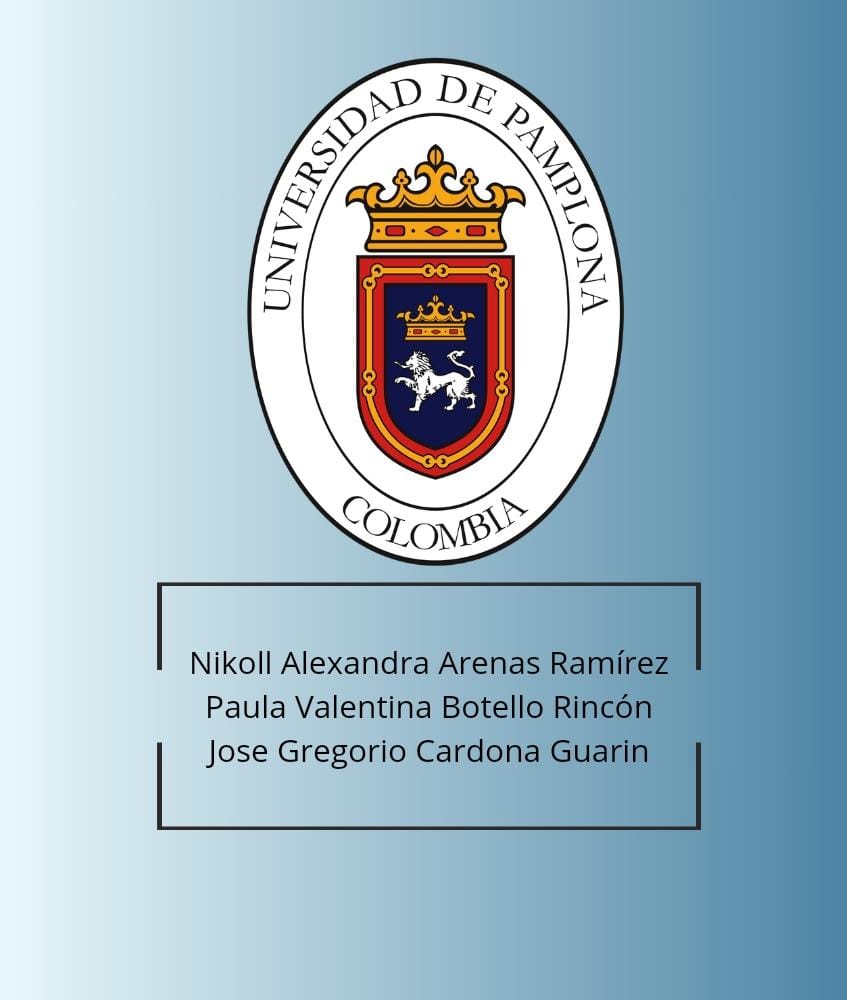 UNIVERSIDAD DE PAMPLONA
COLOMBIA
Nikoll Alexandra Arenas Ramírez
Paula Valentina Botello Rincón
Jose Gregorio Cardona Guarin